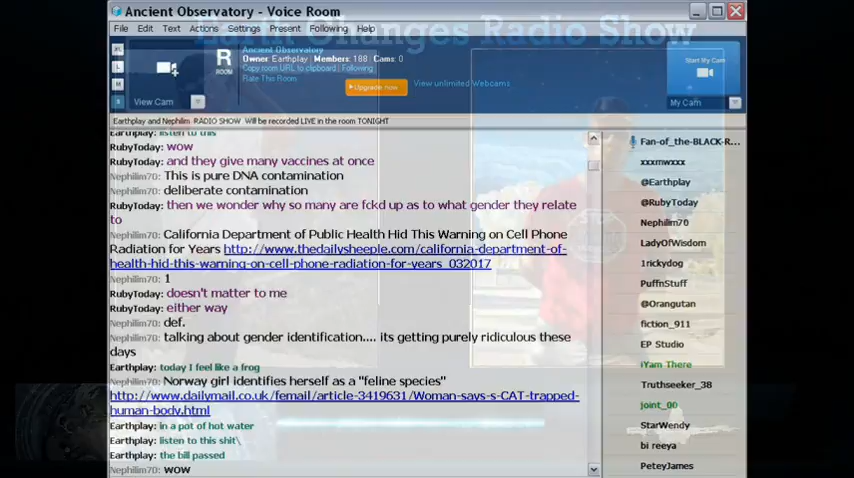 Ancient Observatory - Voice Room
Earth Changes Radio Show
File Edit Text Actions Settings Present Following Help
XL
L
M
S
View Cam
R
ROOM
Ancient Observatory
Owner: Earthplay | Members: 188 Cams: 0
Copy room URL to clipboard | Following
Rate This Room
Upgrade Now
View unlimited Webcams
Start My Cam
My Cam
Earthplay and Nephilim RADIO SHOW Will be recorded LIVE in the room TONIGHT
Earthplay: listen to this
RubyToday: wow
RubyToday: and they give many vaccines at once
Nephilim70: This is pure DNA contamination
Nephilim70: deliberate contamination
RubyToday: then we wonder why so many are fckd up as to what gender they relate
to
Nephilim70: California Department of Public Health Hid This Warning on Cell Phone
Radiation for Years http://www.thedailysheeple.com/california-department-of-
health-hid-this-warning-on-cell-phone-radiation-for-years_032017
Nephilim70: 1
RubyToday: doesn't matter to me
RubyToday: either way
Nephilim70: def.
Nephilim70: talking about gender identification.... its getting purely ridiculous these
days
Earthplay: today I feel like a frog
Nephilim70: Norway girl identifies herself as a "feline species"
http://www.dailymail.co.uk/femail/article-3419631/Woman-says-s-CAT-trapped-
human-body.html
Earthplay: in a pot of hot water
Earthplay: listen to this shit\
Earthplay: the bill passed
Nephilim70: WOW
Fan-of_the-BLACK-R...
xxxmwxxx
@Earthplay
@RubyToday
Nephilim70
LadyOfWisdom
1rickydog
PuffnStuff
@Orangutan
fiction_911
EP Studio
iYam There
Truthseeker_38
joint_00
StarWendy
bi reeya
PeteyJames